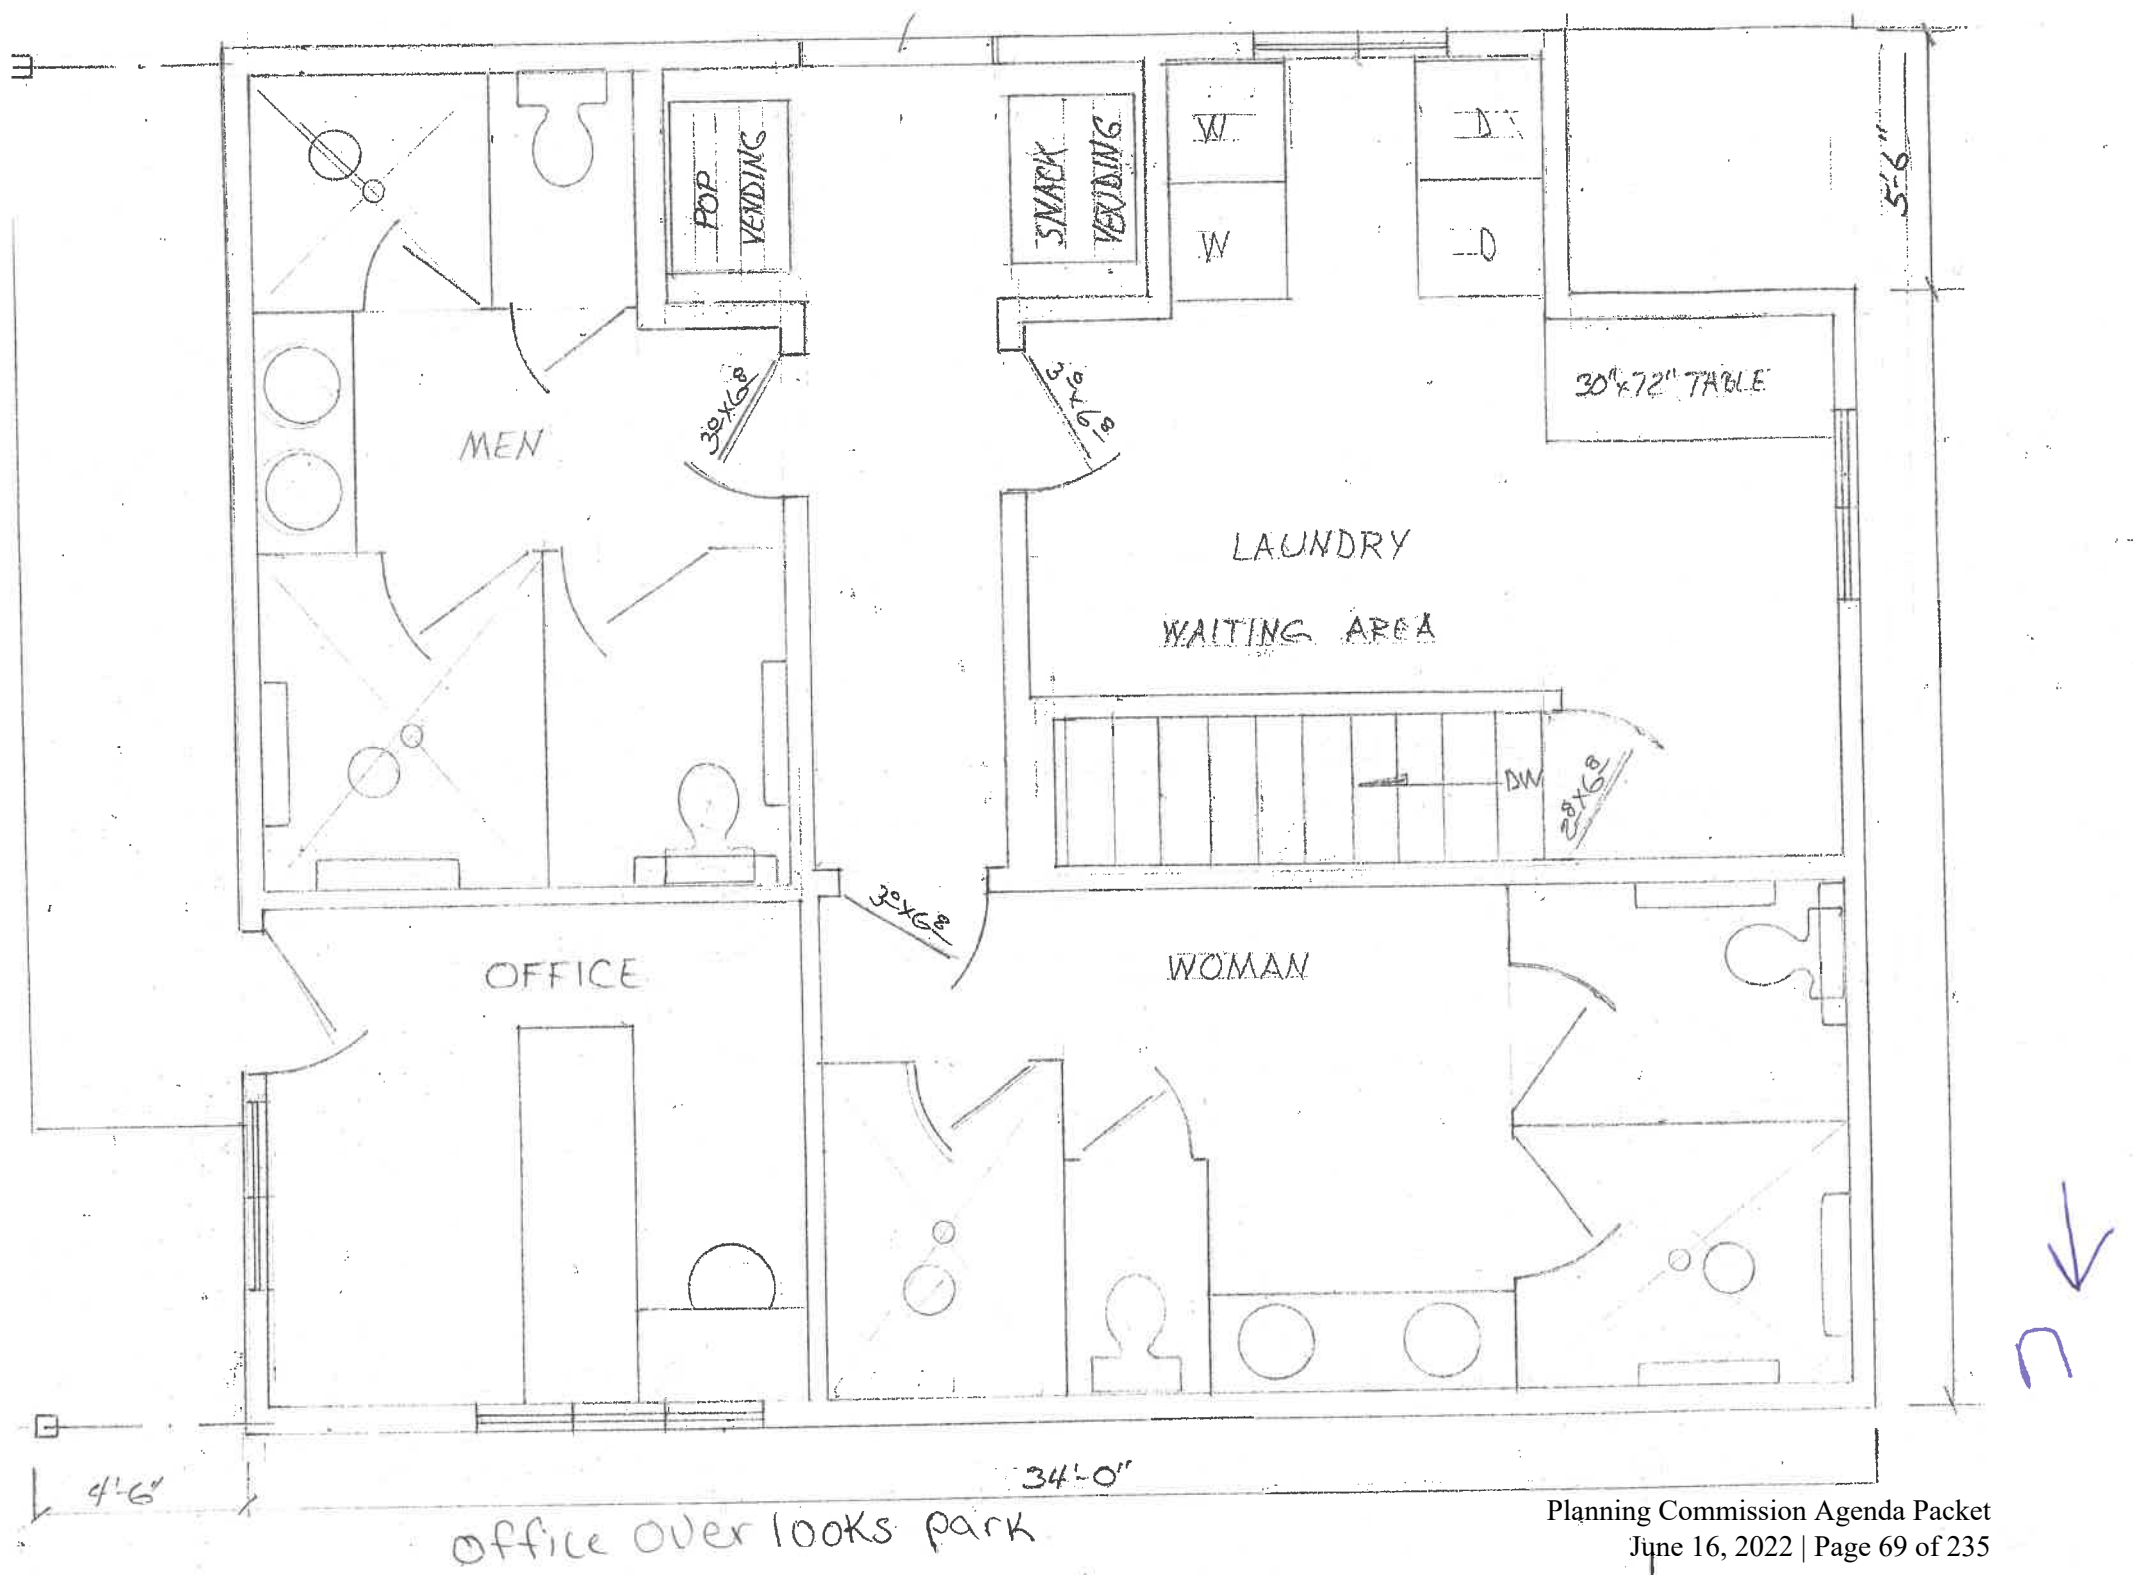 POP
VENDING
SNACK
VENDING
W
D
W
D
5'-6"
30"x72" TABLE
3⁰x6⁸
3⁰x6⁸
MEN
LAUNDRY
WAITING AREA
DW
2⁸x6⁸
3⁰x6⁸
OFFICE
WOMAN
n
4'-6"
34'-0"
office over looks park
Planning Commission Agenda Packet
June 16, 2022 | Page 69 of 235